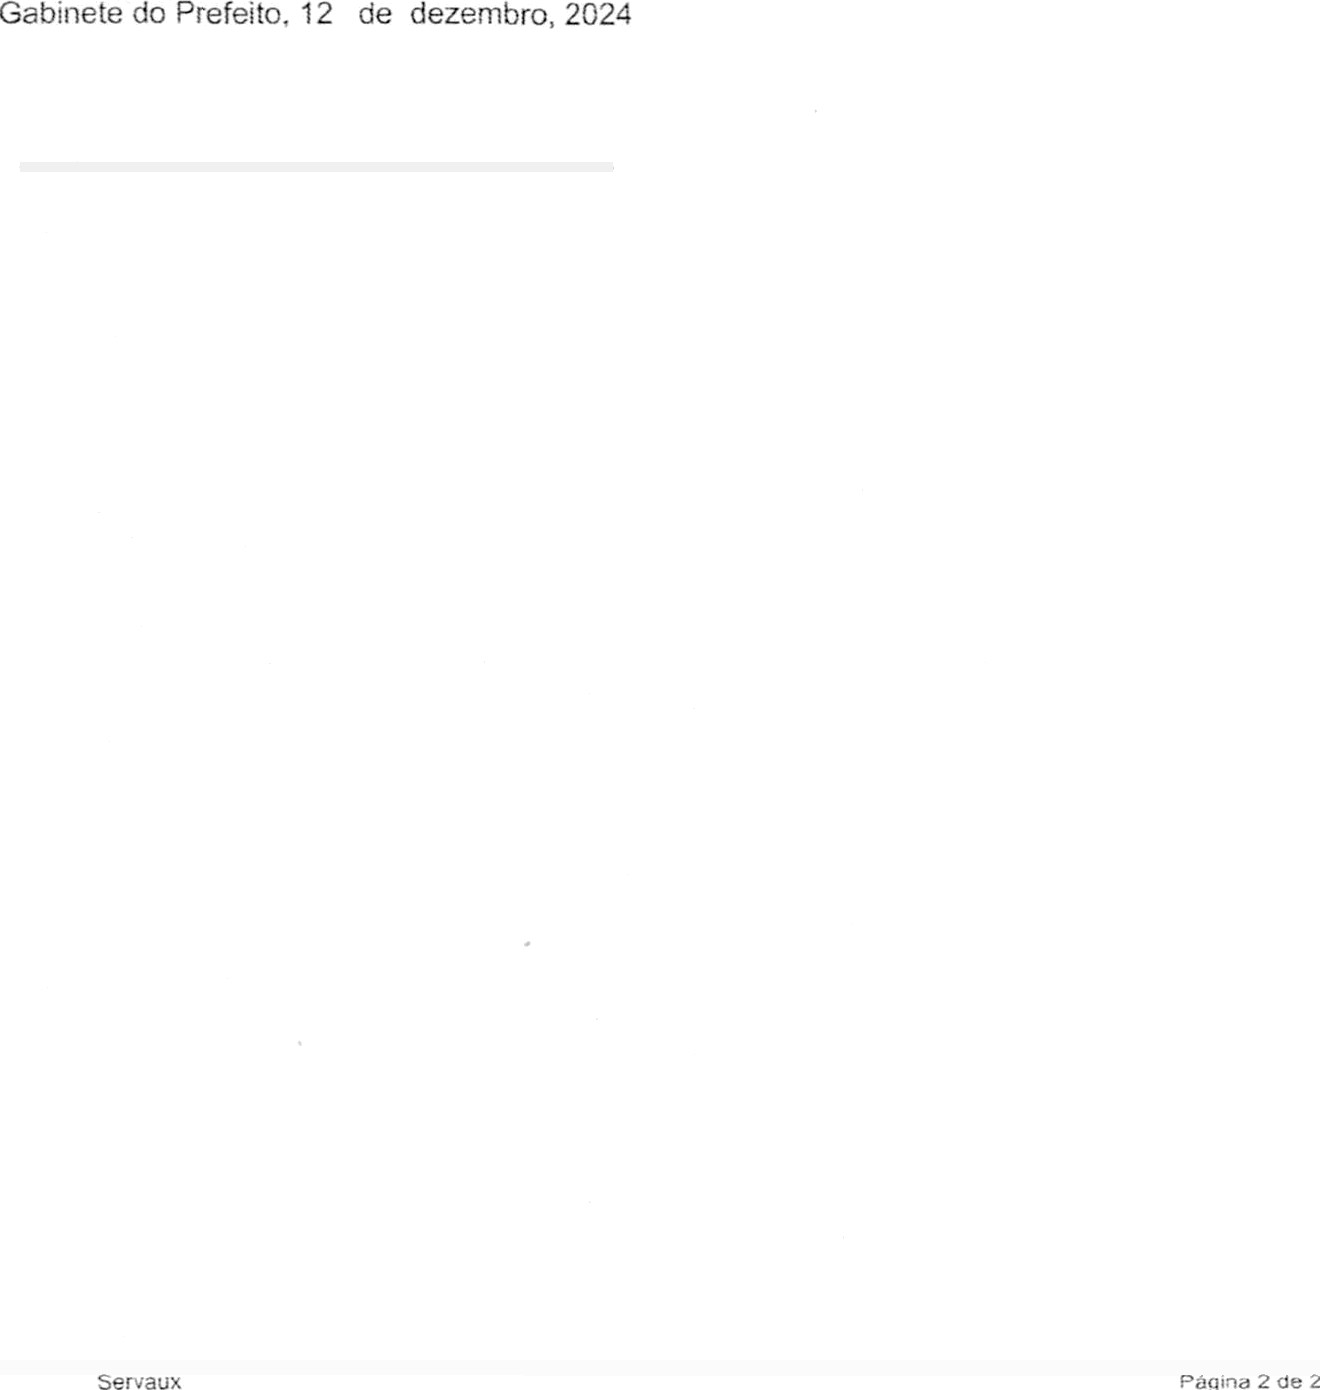 Gabinete do Prefeito, 12 de dezembro, 2024
Servaux
Página 2 de 2